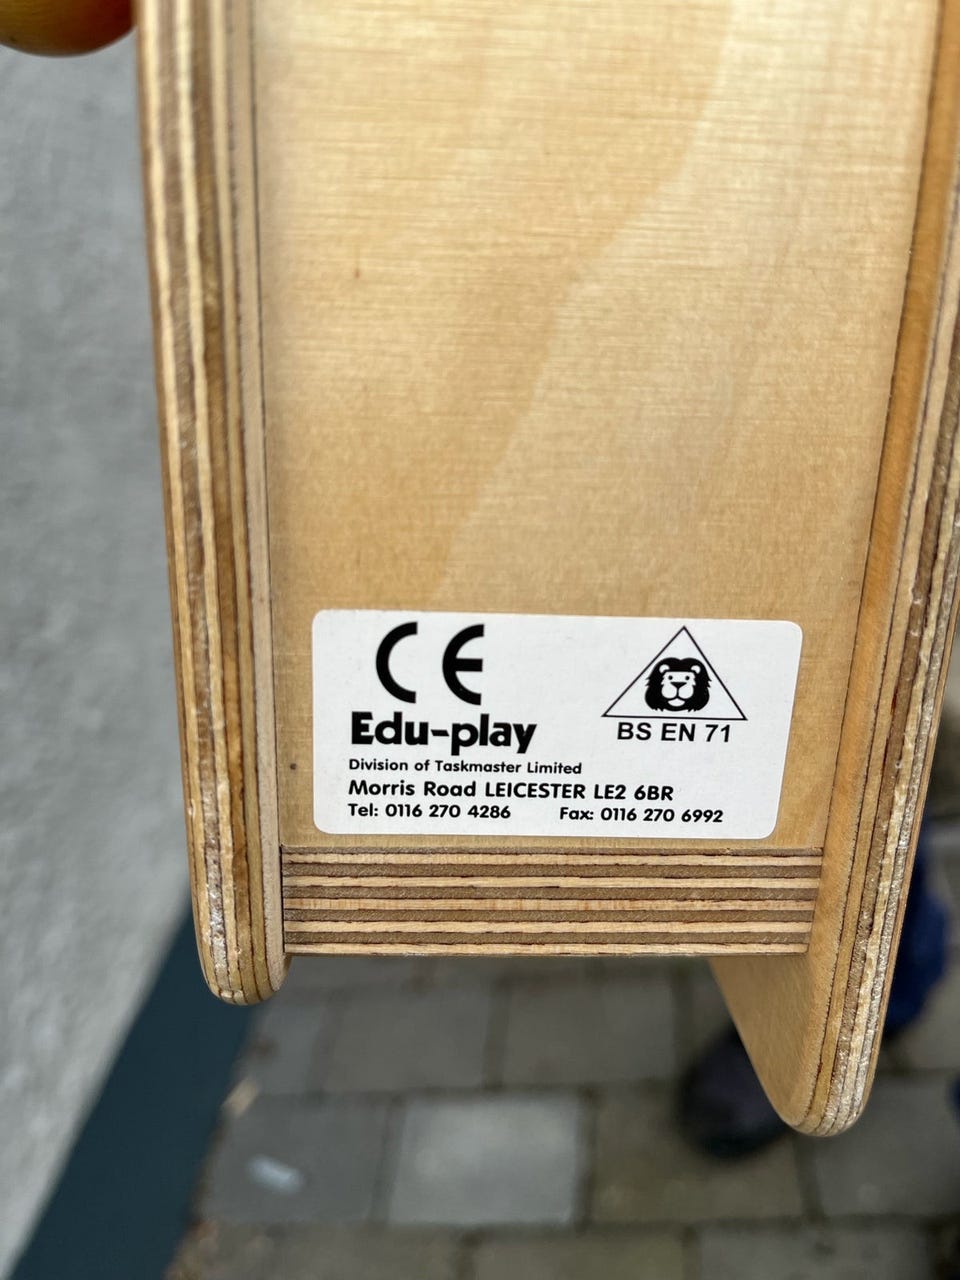 CE
Edu-play
BS EN 71
Division of Taskmaster Limited
Morris Road LEICESTER LE2 6BR
Tel: 0116 270 4286 Fax: 0116 270 6992